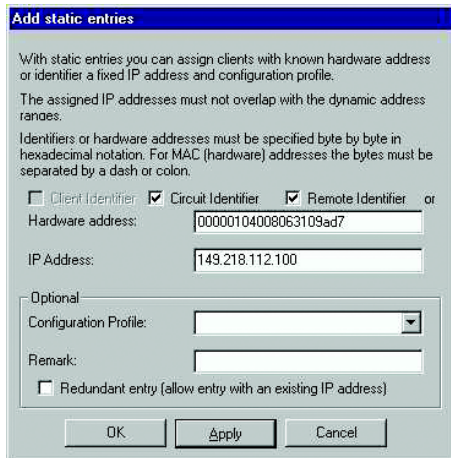 Add static entries
With static entries you can assign clients with known hardware address
or identifier a fixed IP address and configuration profile.
The assigned IP addresses must not overlap with the dynamic address
ranges.
Identifiers or hardware addresses must be specified byte by byte in
hexadecimal notation. For MAC (hardware) addresses the bytes must be
separated by a dash or colon.
Client Identifier Circuit Identifier Remote Identifier or
Hardware address: 00000104008063109ad7
IP Address: 149.218.112.100
Optional
Configuration Profile:
Remark:
Redundant entry (allow entry with an existing IP address)
OK Apply Cancel